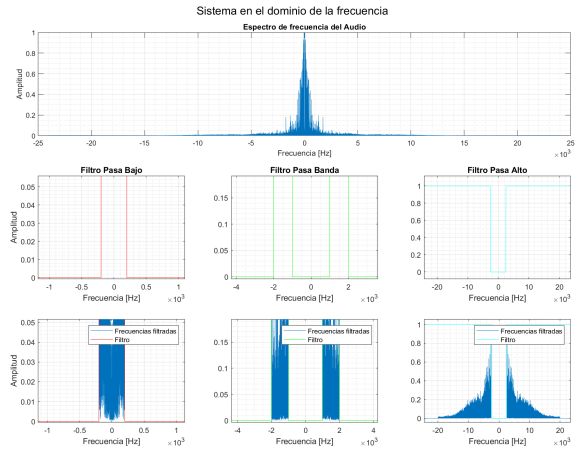 Sistema en el dominio de la frecuencia
Espectro de frecuencia del Audio
Amplitud
1
0.8
0.6
0.4
0.2
0
-25 -20 -15 -10 -5 0 5 10 15 20 25
Frecuencia [Hz]
×10³
Filtro Pasa Bajo
Amplitud
0.05
0.04
0.03
0.02
0.01
0
-1 -0.5 0 0.5 1
Frecuencia [Hz]
×10³
Filtro Pasa Banda
0.15
0.1
0.05
0
-4 -2 0 2 4
Frecuencia [Hz]
×10³
Filtro Pasa Alto
1
0.8
0.6
0.4
0.2
0
-20 -10 0 10 20
Frecuencia [Hz]
×10³
Amplitud
0.05
0.04
0.03
0.02
0.01
0
Frecuencias filtradas
Filtro
-1 -0.5 0 0.5 1
Frecuencia [Hz]
×10³
0.15
0.1
0.05
0
Frecuencias filtradas
Filtro
-4 -2 0 2 4
Frecuencia [Hz]
×10³
1
0.8
0.6
0.4
0.2
0
Frecuencias filtradas
Filtro
-20 -10 0 10 20
Frecuencia [Hz]
×10³